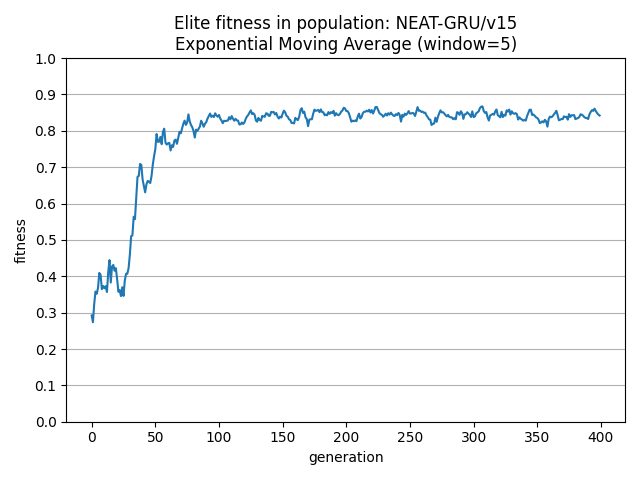 Elite fitness in population: NEAT-GRU/v15
Exponential Moving Average (window=5)
1.0
0.9
0.8
0.7
0.6
0.5
0.4
0.3
0.2
0.1
0.0
fitness
0 50 100 150 200 250 300 350 400
generation